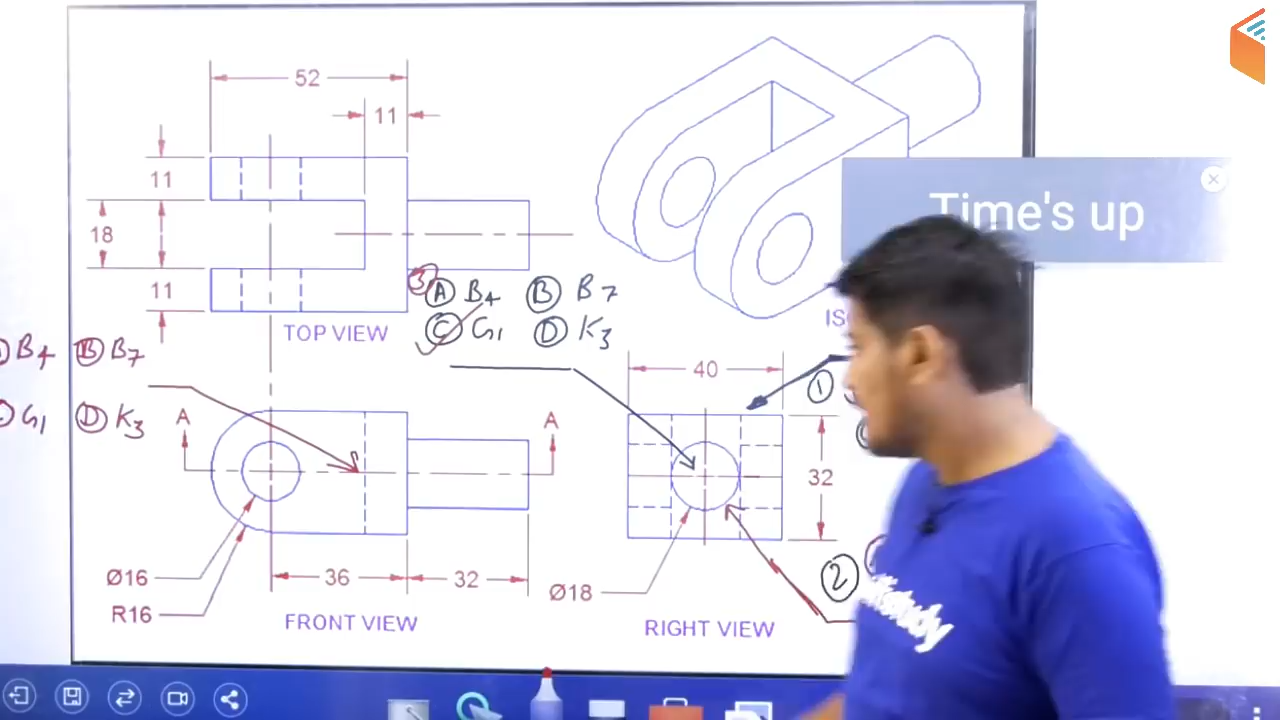 52
11
11
18
11
TOP VIEW
Time's up
③
Ⓐ B4 Ⓑ B7
Ⓒ G1 Ⓓ K3
B4 Ⓑ B7
G1 Ⓓ K3
A A
Ø16
R16
36 32
FRONT VIEW
40
①
32
②
Ø18
RIGHT VIEW